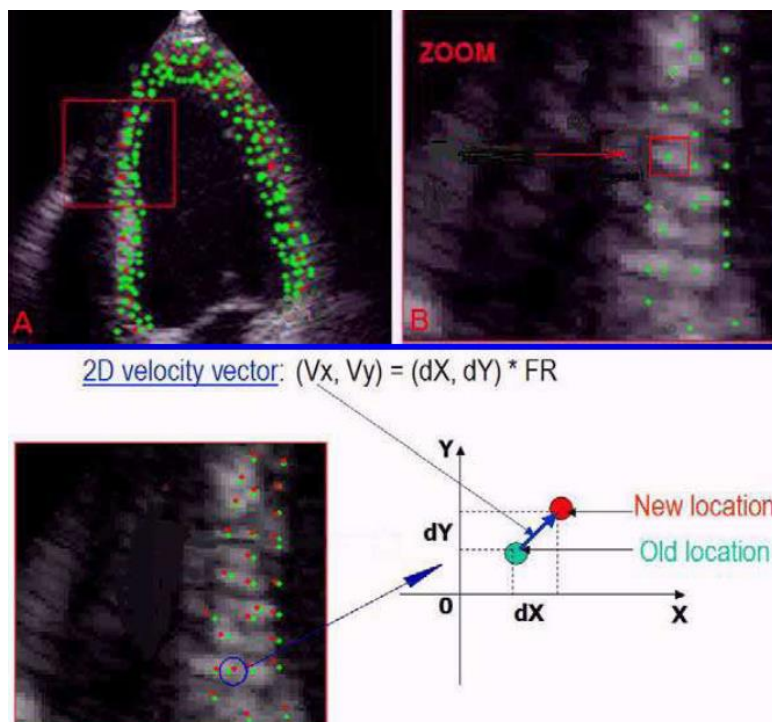 ZOOM
A
B
2D velocity vector: (Vx, Vy) = (dX, dY) * FR
Y
New location
dY
Old location
0
dX
X